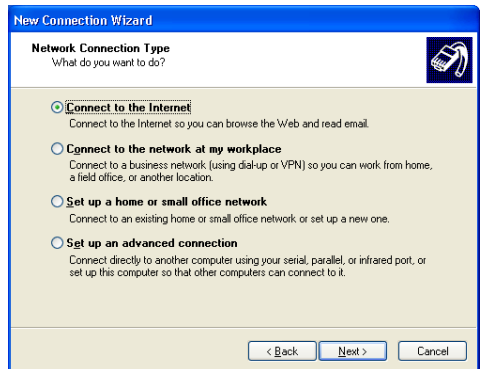 New Connection Wizard
Network Connection Type
What do you want to do?
Connect to the Internet
Connect to the Internet so you can browse the Web and read email.
Connect to the network at my workplace
Connect to a business network (using dial-up or VPN) so you can work from home,
a field office, or another location.
Set up a home or small office network
Connect to an existing home or small office network or set up a new one.
Set up an advanced connection
Connect directly to another computer using your serial, parallel, or infrared port, or
set up this computer so that other computers can connect to it.
< Back Next > Cancel